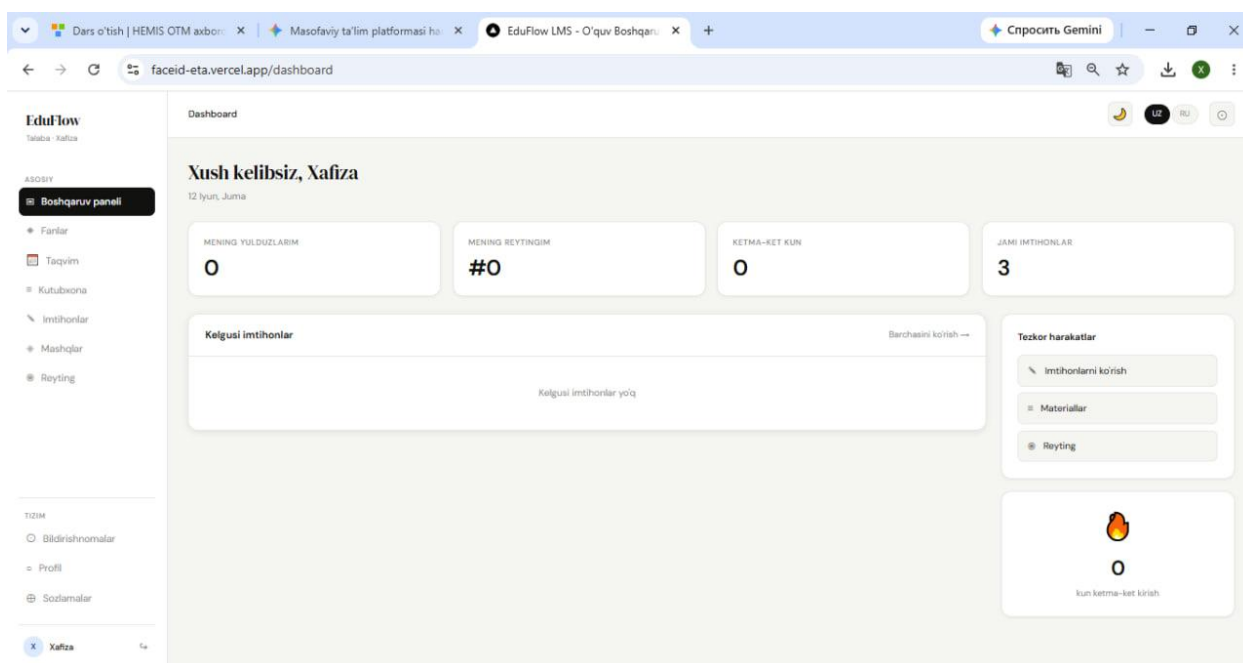 Dars o'tish | HEMIS OTM axboro
Masofaviy ta'lim platformasi ha
EduFlow LMS - O'quv Boshqaru
Спросить Gemini
faceid-eta.vercel.app/dashboard
X
EduFlow
Talaba · Xafiza
ASOSIY
Boshqaruv paneli
Fanlar
Taqvim
Kutubxona
Imtihonlar
Mashqlar
Reyting
TIZIM
Bildirishnomalar
Profil
Sozlamalar
X Xafiza
Dashboard
UZ RU
Xush kelibsiz, Xafiza
12 Iyun, Juma
MENING YULDUZLARIM
0
MENING REYTINGIM
#0
KETMA-KET KUN
0
JAMI IMTIHONLAR
3
Kelgusi imtihonlar
Barchasini ko'rish →
Kelgusi imtihonlar yo'q
Tezkor harakatlar
Imtihonlarni ko'rish
Materiallar
Reyting
0
kun ketma-ket kirish